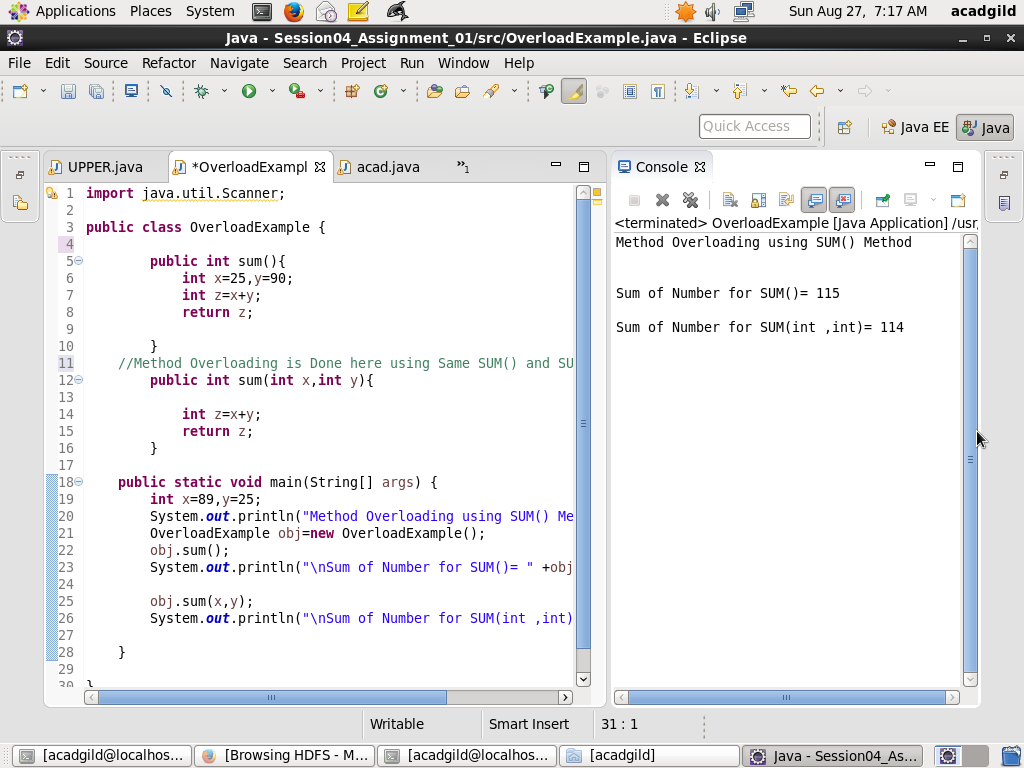 Applications Places System Sun Aug 27, 7:17 AM acadgild
Java - Session04_Assignment_01/src/OverloadExample.java - Eclipse
File Edit Source Refactor Navigate Search Project Run Window Help
Quick Access Java EE Java
UPPER.java *OverloadExampl acad.java »1
1 import java.util.Scanner;
2
3 public class OverloadExample {
4
5 public int sum(){
6 int x=25,y=90;
7 int z=x+y;
8 return z;
9
10 }
11 //Method Overloading is Done here using Same SUM() and SU
12 public int sum(int x,int y){
13
14 int z=x+y;
15 return z;
16 }
17
18 public static void main(String[] args) {
19 int x=89,y=25;
20 System.out.println("Method Overloading using SUM() Me
21 OverloadExample obj=new OverloadExample();
22 obj.sum();
23 System.out.println("\nSum of Number for SUM()= " +obj
24
25 obj.sum(x,y);
26 System.out.println("\nSum of Number for SUM(int ,int)
27
28 }
29
30 }
Console
<terminated> OverloadExample [Java Application] /usr
Method Overloading using SUM() Method
Sum of Number for SUM()= 115
Sum of Number for SUM(int ,int)= 114
Writable Smart Insert 31 : 1
[acadgild@localhos... [Browsing HDFS - M... [acadgild@localhos... [acadgild] Java - Session04_As...